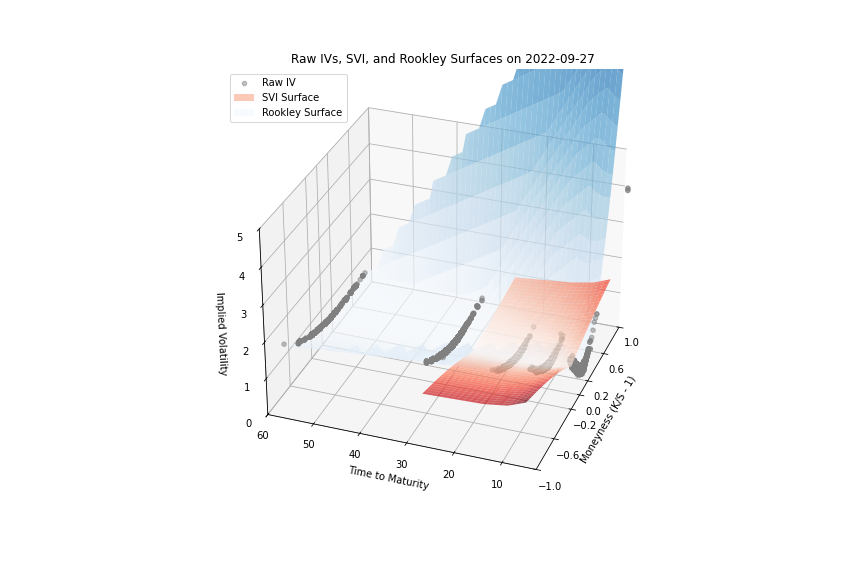 Raw IVs, SVI, and Rookley Surfaces on 2022-09-27
Raw IV
SVI Surface
Rookley Surface
5
4
3
2
1
0
Implied Volatility
60
50
40
30
20
10
Time to Maturity
1.0
0.6
0.2
0.0
−0.2
−0.6
−1.0
Moneyness (K/S - 1)